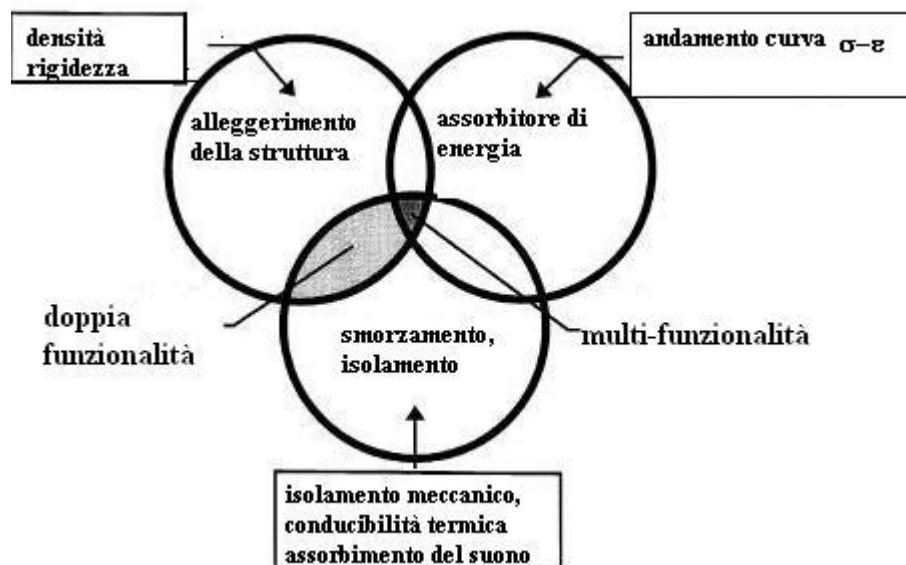 densità
rigidezza
andamento curva σ-ε
alleggerimento
della struttura
assorbitore di
energia
doppia
funzionalità
smorzamento,
isolamento
multi-funzionalità
isolamento meccanico,
conducibilità termica
assorbimento del suono